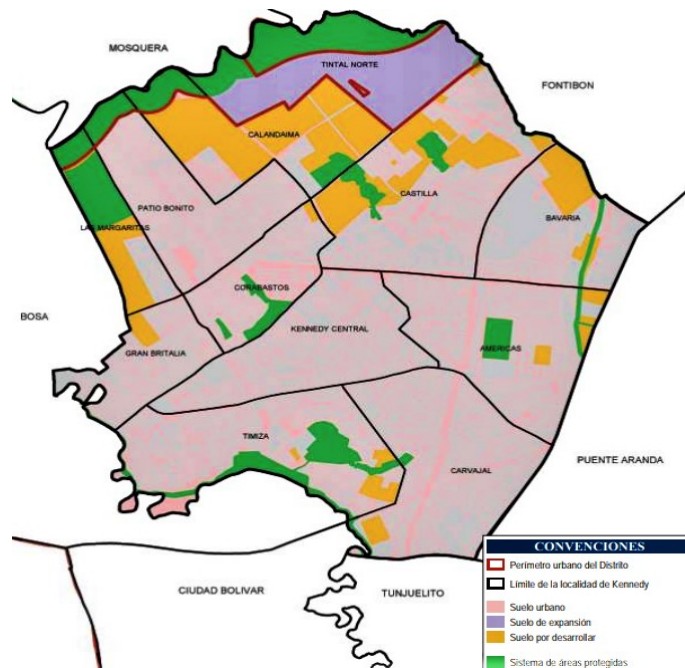 MOSQUERA
TINTAL NORTE
FONTIBON
CALANDAIMA
CASTILLA
PATIO BONITO
BAVARIA
LAS MARGARITAS
CORABASTOS
BOSA
KENNEDY CENTRAL
AMERICAS
GRAN BRITALIA
TIMIZA
PUENTE ARANDA
CARVAJAL
CONVENCIONES
Perímetro urbano del Distrito
Límite de la localidad de Kennedy
CIUDAD BOLIVAR
TUNJUELITO
Suelo urbano
Suelo de expansión
Suelo por desarrollar
Sistema de áreas protegidas